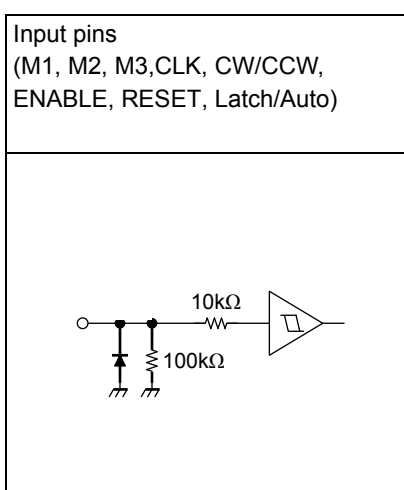 Input pins
(M1, M2, M3,CLK, CW/CCW,
ENABLE, RESET, Latch/Auto)
10kΩ
100kΩ